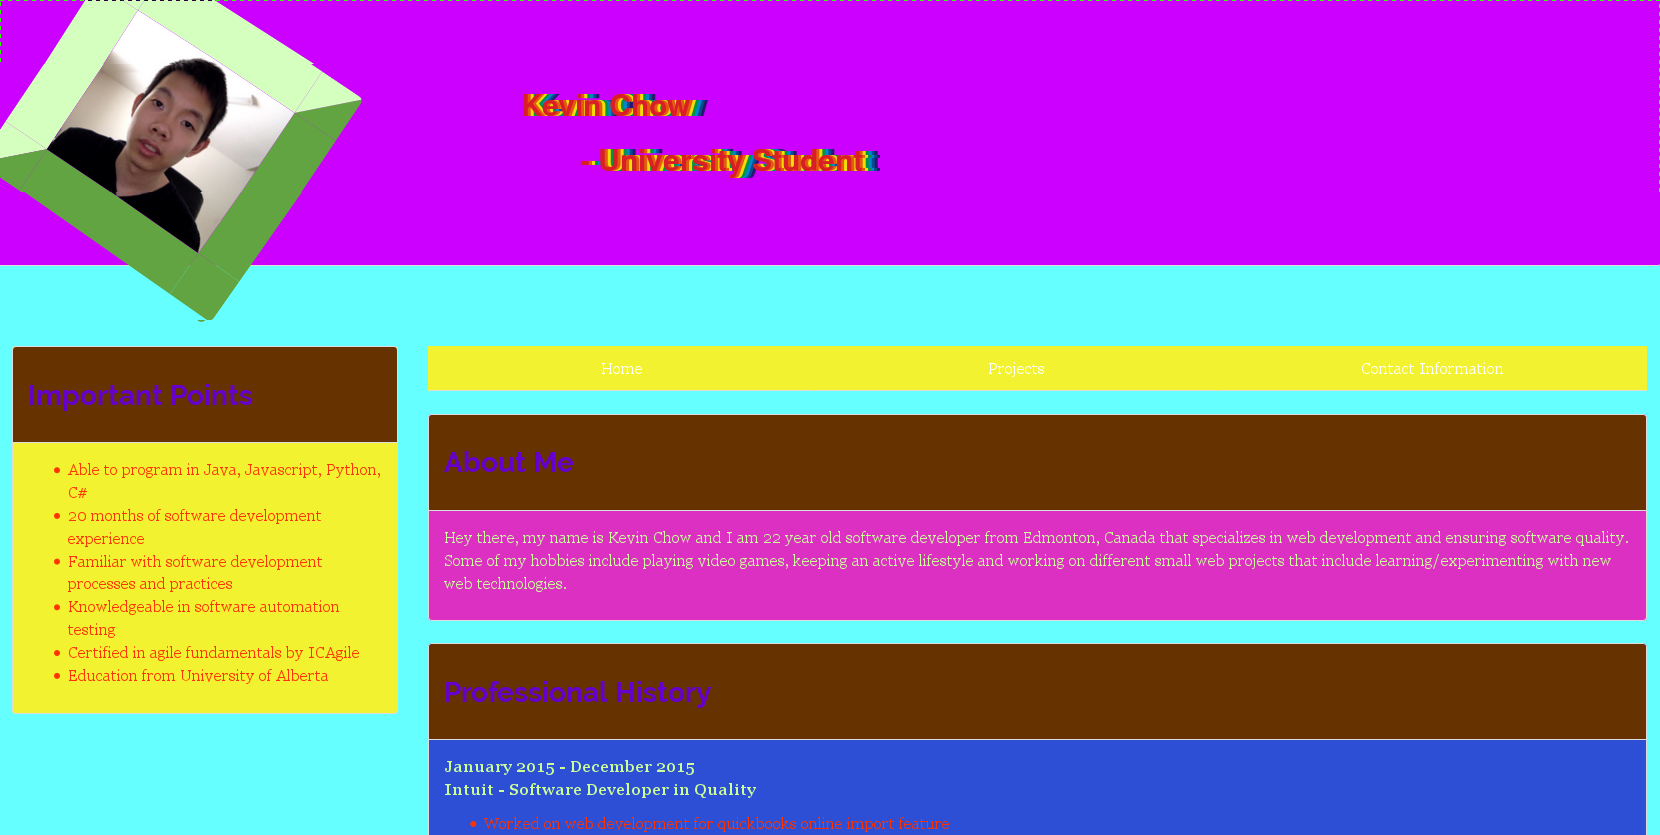 Kevin Chow
--University Student
Important Points
• Able to program in Java, Javascript, Python,
C#
• 20 months of software development
experience
• Familiar with software development
processes and practices
• Knowledgeable in software automation
testing
• Certified in agile fundamentals by ICAgile
• Education from University of Alberta
Home
Projects
Contact Information
About Me
Hey there, my name is Kevin Chow and I am 22 year old software developer from Edmonton, Canada that specializes in web development and ensuring software quality.
Some of my hobbies include playing video games, keeping an active lifestyle and working on different small web projects that include learning/experimenting with new
web technologies.
Professional History
January 2015 - December 2015
Intuit - Software Developer in Quality
• Worked on web development for quickbooks online import feature